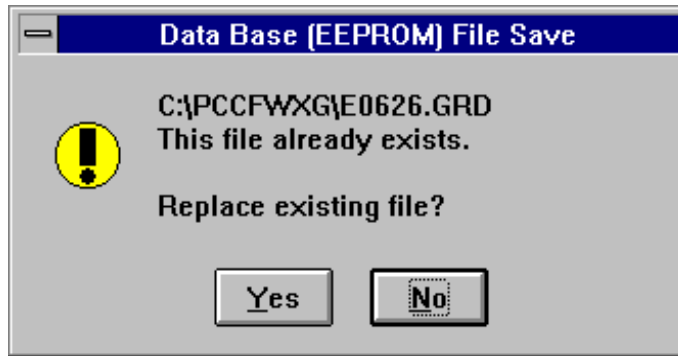 Data Base (EEPROM) File Save
C:\PCCFWXG\E0626.GRD
This file already exists.
Replace existing file?
Yes
No